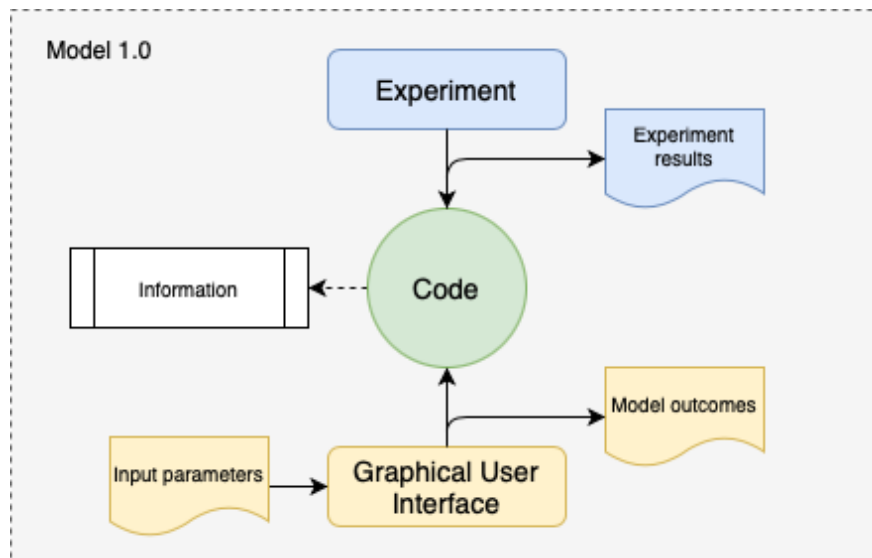 Model 1.0
Experiment
Experiment
results
Information
Code
Model outcomes
Input parameters
Graphical User
Interface